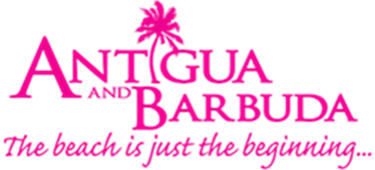 ANTIGUA
AND BARBUDA
The beach is just the beginning...